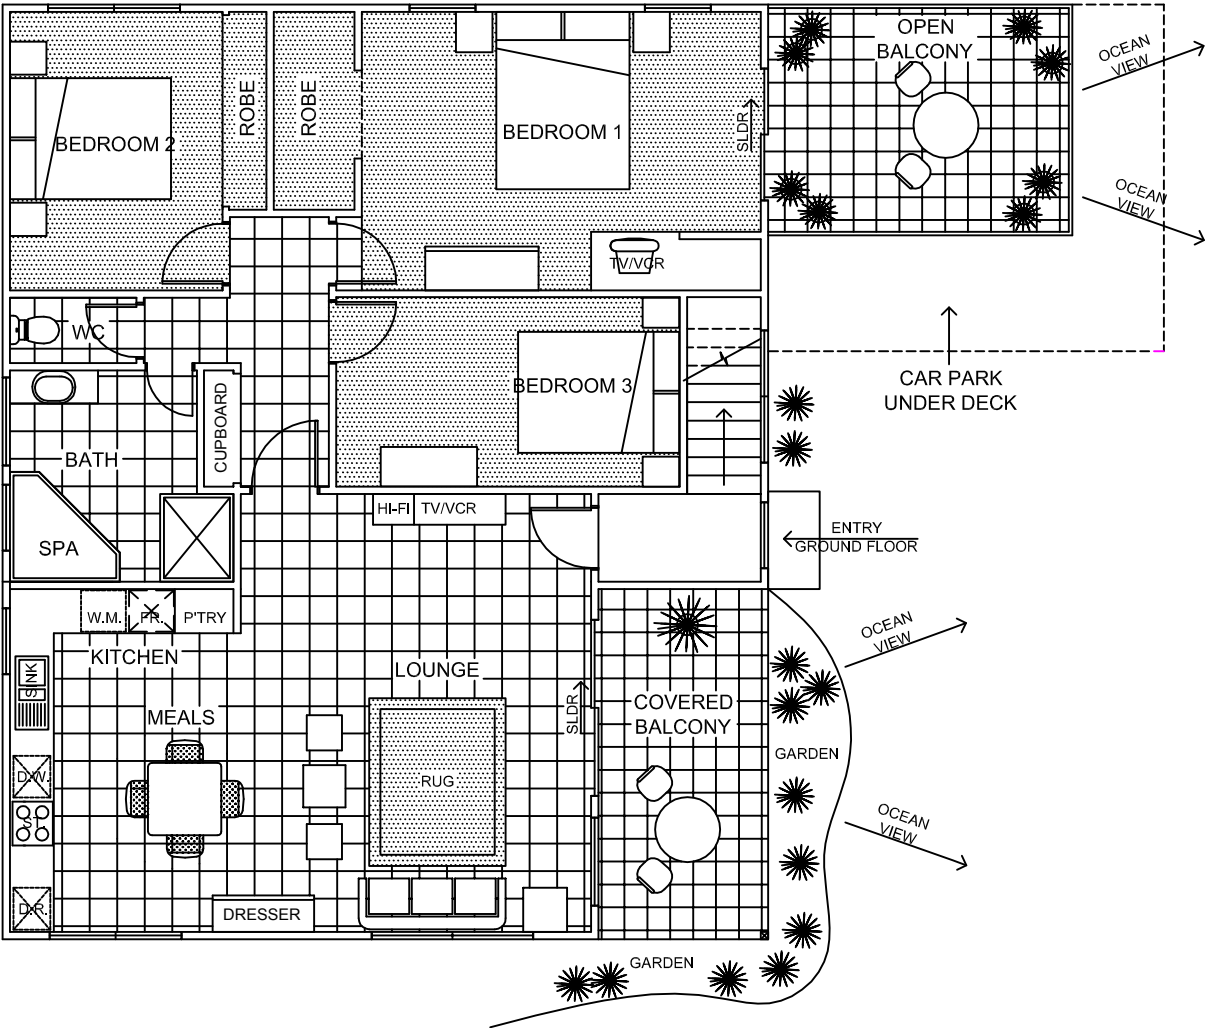 OPEN
BALCONY
OCEAN
VIEW
ROBE
ROBE
BEDROOM 1
SLDR
BEDROOM 2
OCEAN
VIEW
TV/VCR
WC
CAR PARK
UNDER DECK
BEDROOM 3
CUPBOARD
BATH
HI-FI
TV/VCR
ENTRY
GROUND FLOOR
SPA
W.M.
FR.
P'TRY
OCEAN
VIEW
KITCHEN
LOUNGE
SINK
MEALS
SLDR
COVERED
BALCONY
GARDEN
D.W.
RUG
ST.
OCEAN
VIEW
D.R.
DRESSER
GARDEN